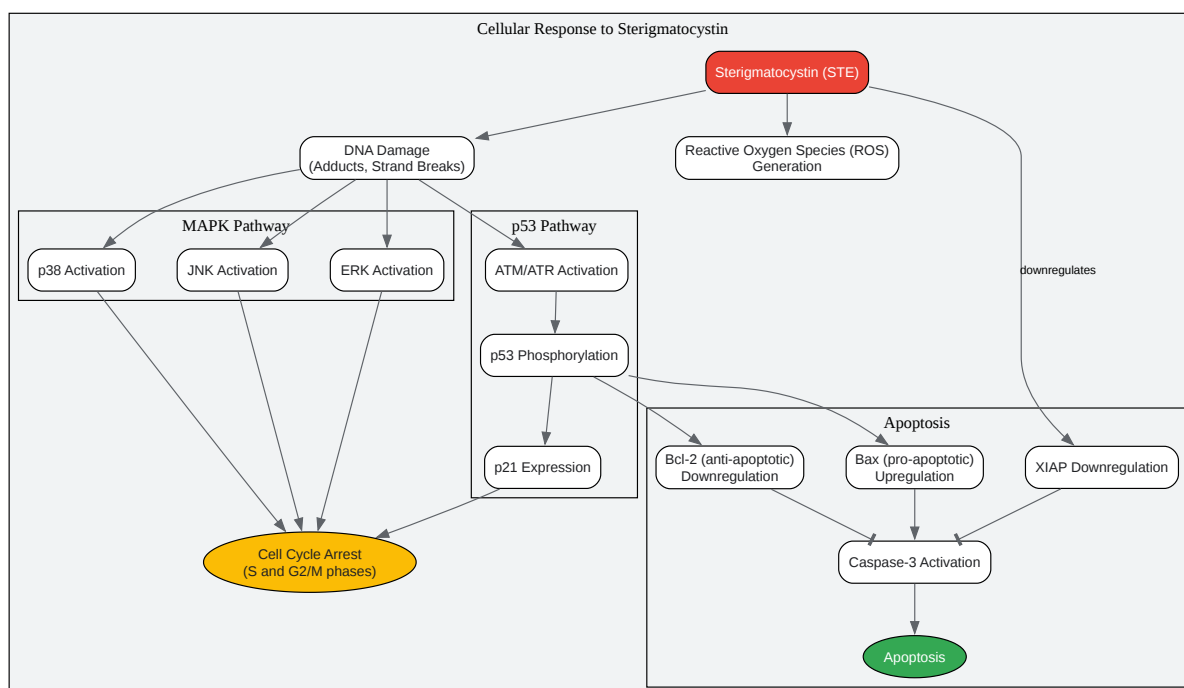 Cellular Response to Sterigmatocystin
Sterigmatocystin (STE)
DNA Damage
(Adducts, Strand Breaks)
Reactive Oxygen Species (ROS)
Generation
MAPK Pathway
p53 Pathway
p38 Activation
JNK Activation
ERK Activation
ATM/ATR Activation
downregulates
p53 Phosphorylation
Apoptosis
p21 Expression
Bcl-2 (anti-apoptotic)
Downregulation
Bax (pro-apoptotic)
Upregulation
XIAP Downregulation
Cell Cycle Arrest
(S and G2/M phases)
Caspase-3 Activation
Apoptosis